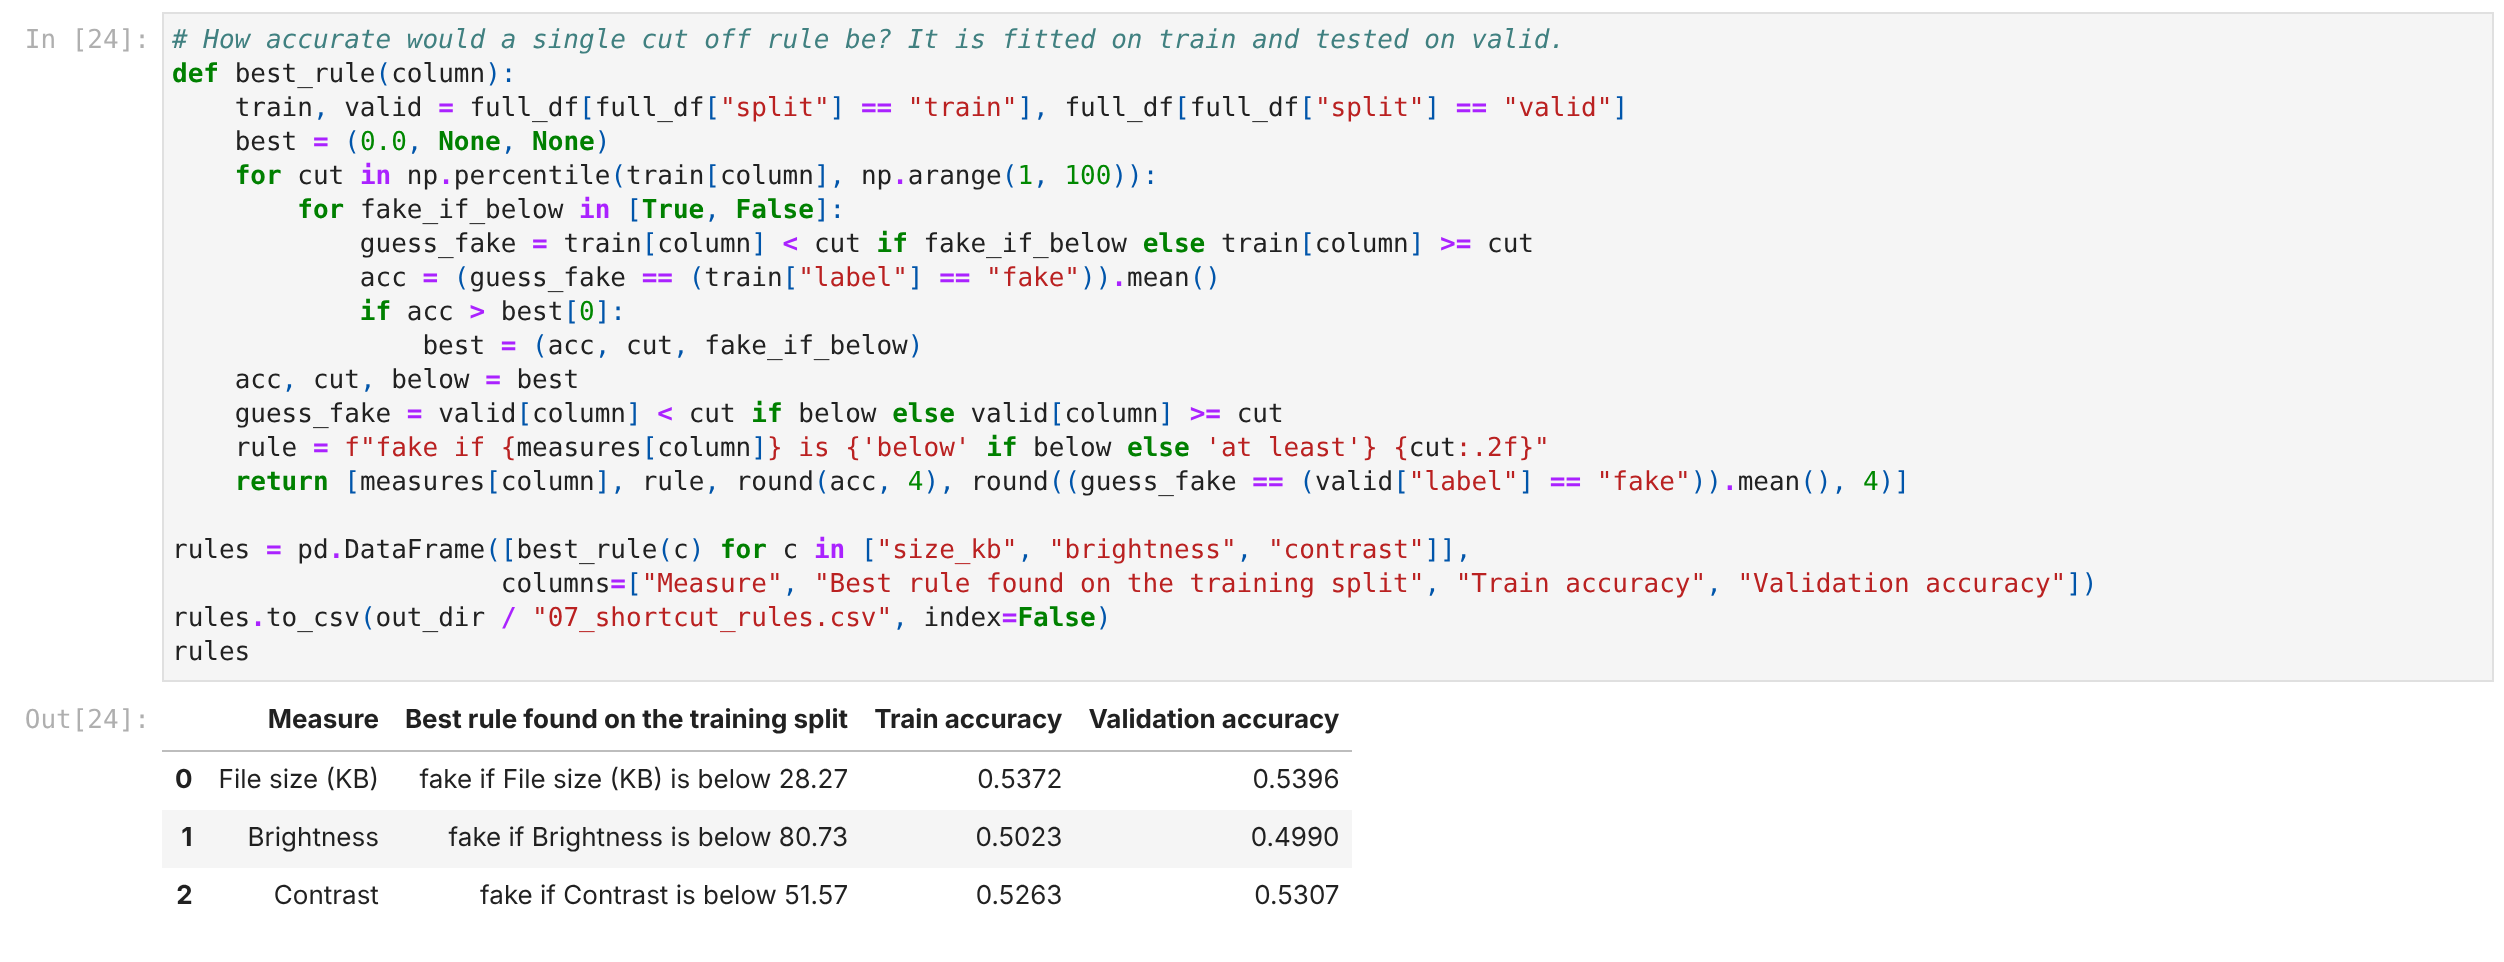 In [24]: # How accurate would a single cut off rule be? It is fitted on train and tested on valid.
def best_rule(column):
    train, valid = full_df[full_df["split"] == "train"], full_df[full_df["split"] == "valid"]
    best = (0.0, None, None)
    for cut in np.percentile(train[column], np.arange(1, 100)):
        for fake_if_below in [True, False]:
            guess_fake = train[column] < cut if fake_if_below else train[column] >= cut
            acc = (guess_fake == (train["label"] == "fake")).mean()
            if acc > best[0]:
                best = (acc, cut, fake_if_below)
    acc, cut, below = best
    guess_fake = valid[column] < cut if below else valid[column] >= cut
    rule = f"fake if {measures[column]} is {'below' if below else 'at least'} {cut:.2f}"
    return [measures[column], rule, round(acc, 4), round((guess_fake == (valid["label"] == "fake")).mean(), 4)]

rules = pd.DataFrame([best_rule(c) for c in ["size_kb", "brightness", "contrast"]],
                     columns=["Measure", "Best rule found on the training split", "Train accuracy", "Validation accuracy"])
rules.to_csv(out_dir / "07_shortcut_rules.csv", index=False)
rules
Out[24]: Measure Best rule found on the training split Train accuracy Validation accuracy
0 File size (KB) fake if File size (KB) is below 28.27 0.5372 0.5396
1 Brightness fake if Brightness is below 80.73 0.5023 0.4990
2 Contrast fake if Contrast is below 51.57 0.5263 0.5307